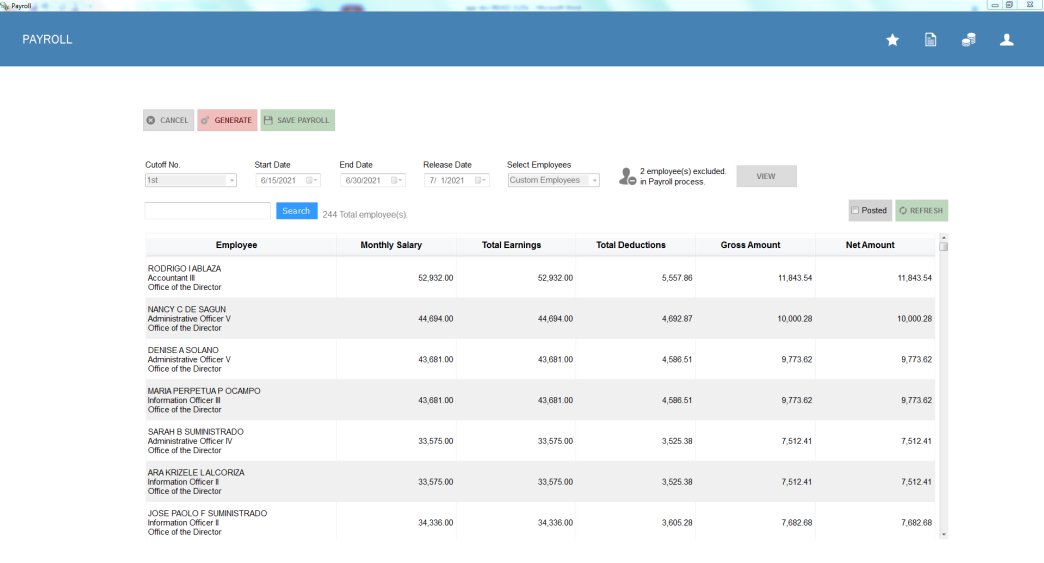 Payroll
PAYROLL
CANCEL GENERATE SAVE PAYROLL
Cutoff No. Start Date End Date Release Date Select Employees
1st 6/15/2021 6/30/2021 7/ 1/2021 Custom Employees
2 employee(s) excluded.
in Payroll process.
VIEW
Search 244 Total employee(s).
Posted REFRESH
Employee Monthly Salary Total Earnings Total Deductions Gross Amount Net Amount
RODRIGO I ABLAZA
Accountant III 52,932.00 52,932.00 5,557.86 11,843.54 11,843.54
Office of the Director
NANCY C DE SAGUN
Administrative Officer V 44,694.00 44,694.00 4,692.87 10,000.28 10,000.28
Office of the Director
DENISE A SOLANO
Administrative Officer V 43,681.00 43,681.00 4,586.51 9,773.62 9,773.62
Office of the Director
MARIA PERPETUA P OCAMPO
Information Officer III 43,681.00 43,681.00 4,586.51 9,773.62 9,773.62
Office of the Director
SARAH B SUMINISTRADO
Administrative Officer IV 33,575.00 33,575.00 3,525.38 7,512.41 7,512.41
Office of the Director
ARA KRIZELE L ALCORIZA
Information Officer II 33,575.00 33,575.00 3,525.38 7,512.41 7,512.41
Office of the Director
JOSE PAOLO F SUMINISTRADO
Information Officer II 34,336.00 34,336.00 3,605.28 7,682.68 7,682.68
Office of the Director